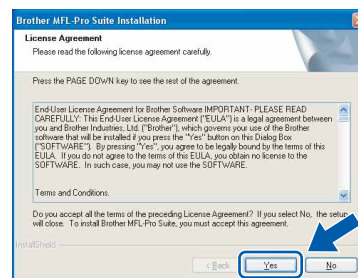 Brother MFL-Pro Suite Installation
License Agreement
Please read the following license agreement carefully.
Press the PAGE DOWN key to see the rest of the agreement.
End-User License Agreement for Brother Software IMPORTANT- PLEASE READ
CAREFULLY: This End-User License Agreement ("EULA") is a legal agreement between
you and Brother Industries, Ltd. ("Brother"), which governs your use of the Brother
software that will be installed if you press the "Yes" button on this Dialog Box
("SOFTWARE"). By pressing "Yes", you agree to be legally bound by the terms of this
EULA. If you do not agree to the terms of this EULA, you obtain no license to the
SOFTWARE. In such case, you may not use the SOFTWARE.
Terms and Conditions.
Do you accept all the terms of the preceding License Agreement? If you select No, the setup
will close. To install Brother MFL-Pro Suite, you must accept this agreement.
InstallShield
< Back Yes No